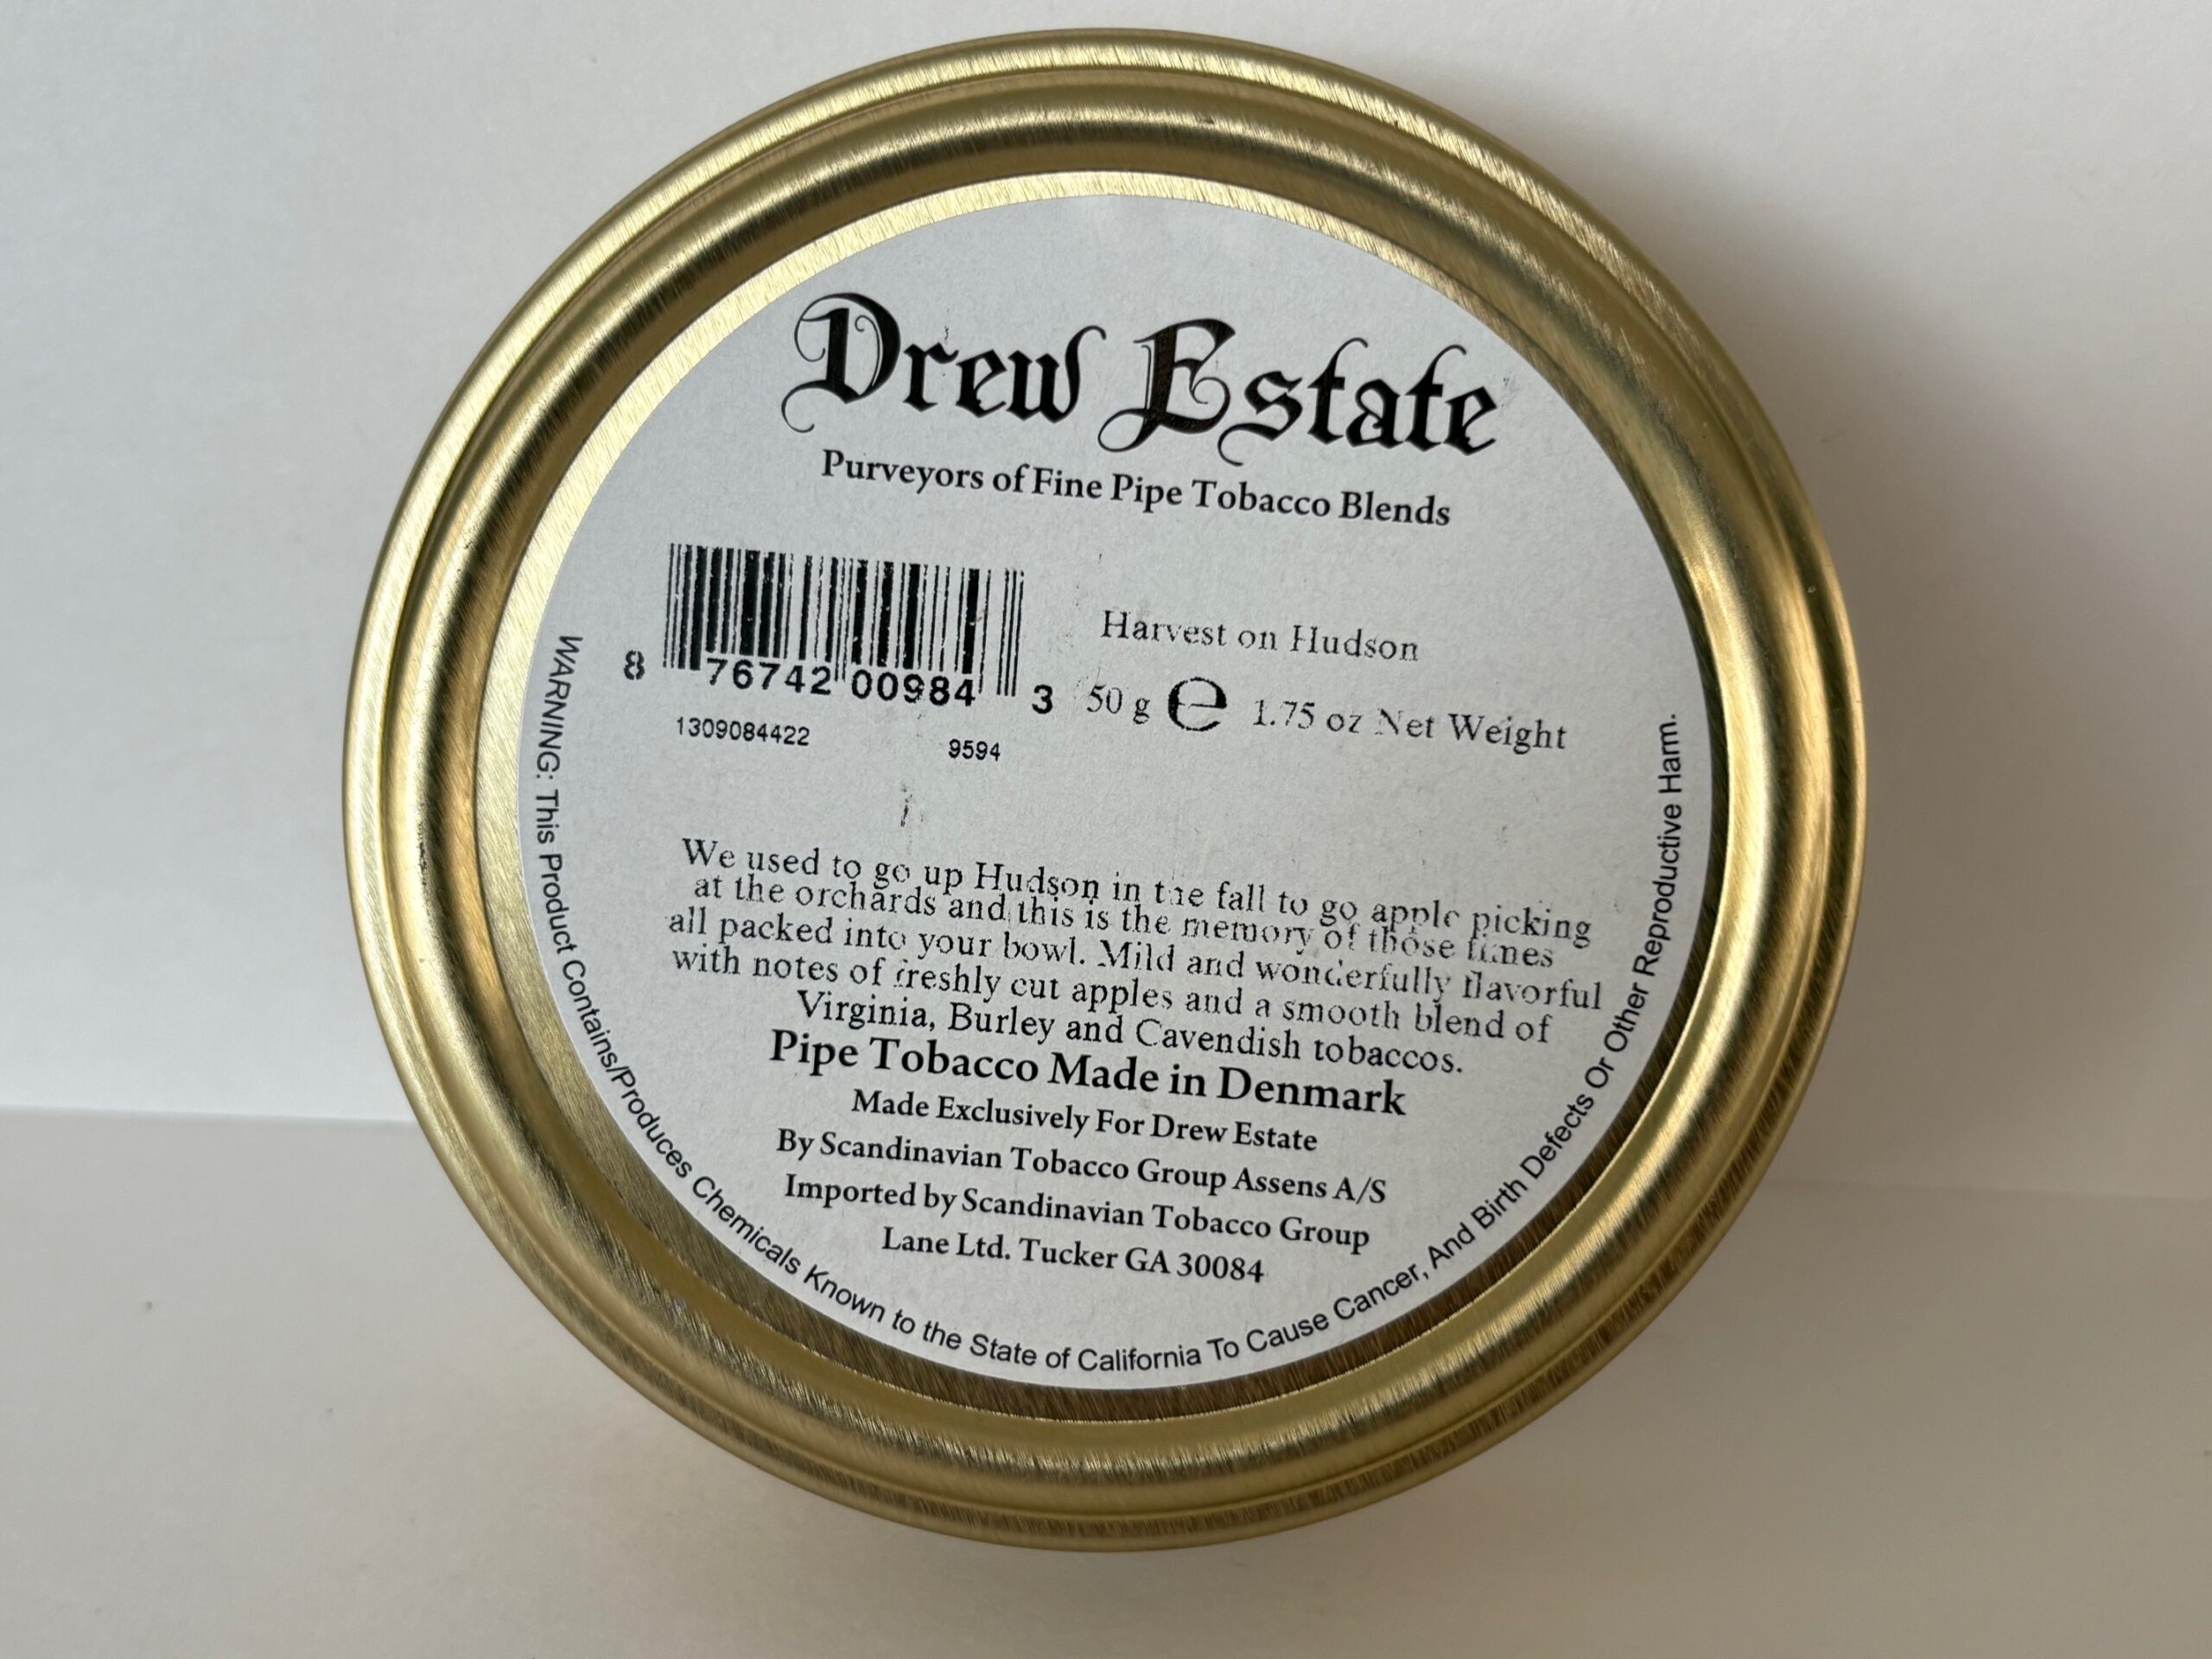 Drew Estate
Purveyors of Fine Pipe Tobacco Blends
8 76742 00984 3
1309084422 9594
Harvest on Hudson
50 g e 1.75 oz Net Weight
We used to go up Hudson in the fall to go apple picking
at the orchards and this is the memory of those times
all packed into your bowl. Mild and wonderfully flavorful
with notes of freshly cut apples and a smooth blend of
Virginia, Burley and Cavendish tobaccos.
Pipe Tobacco Made in Denmark
Made Exclusively For Drew Estate
By Scandinavian Tobacco Group Assens A/S
Imported by Scandinavian Tobacco Group
Lane Ltd. Tucker GA 30084
WARNING: This Product Contains/Produces Chemicals Known to the State of California To Cause Cancer, And Birth Defects Or Other Reproductive Harm.